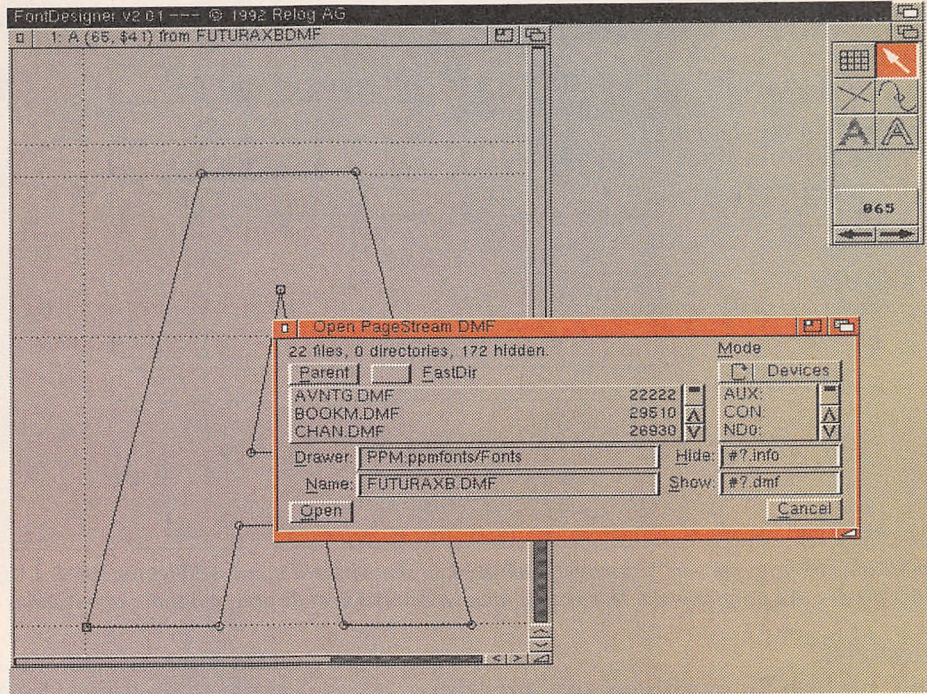 FontDesigner V2.01 --- © 1992 Relog AG
1: A (65, $41) from FUTURAXBDMF
A A
065
Open PageStream DMF
22 files, 0 directories, 172 hidden.
Mode
Parent
FastDir
Devices
AVNTG.DMF 22222
BOOKM.DMF 29510
CHAN.DMF 26930
AUX:
CON:
ND0:
Drawer: PPM:ppmfonts/Fonts
Hide: #?.info
Name: FUTURAXB.DMF
Show: #?.dmf
Open
Cancel